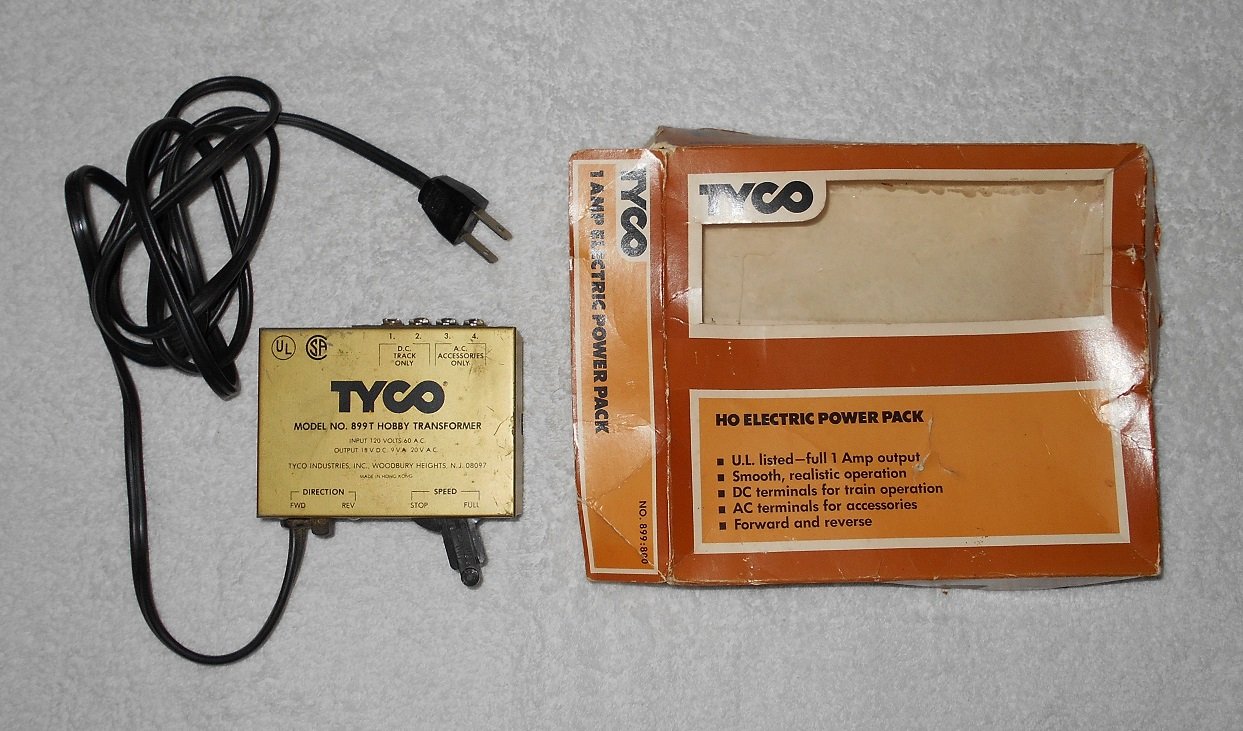 UL
SA
1. 2. 3. 4.
D.C. TRACK ONLY
A.C. ACCESSORIES ONLY
TYCO®
MODEL NO. 899T HOBBY TRANSFORMER
INPUT 120 VOLTS 60 A.C.
OUTPUT 18 V D.C. 9 V A 20 V A.C.
TYCO INDUSTRIES, INC., WOODBURY HEIGHTS, N.J. 08097
MADE IN HONG KONG
DIRECTION
FWD REV
SPEED
STOP FULL
TYCO
1 AMP ELECTRIC POWER PACK
NO. 899:800
TYCO
HO ELECTRIC POWER PACK
■ U.L. listed—full 1 Amp output
■ Smooth, realistic operation
■ DC terminals for train operation
■ AC terminals for accessories
■ Forward and reverse